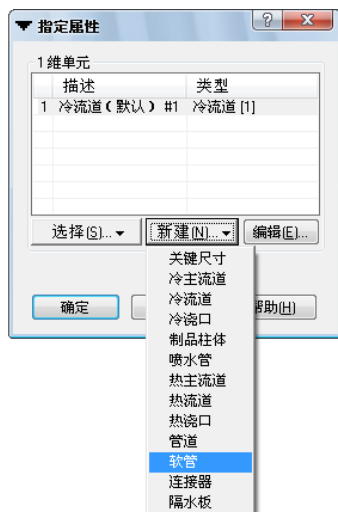 指定属性
1 维单元
描述 类型
1 冷流道(默认) #1 冷流道 [1]
选择(S)... 新建(N)... 编辑(E)...
关键尺寸
冷主流道
冷流道
冷浇口
制品柱体
喷水管
热主流道
热流道
热浇口
管道
软管
连接器
隔水板
确定 帮助(H)